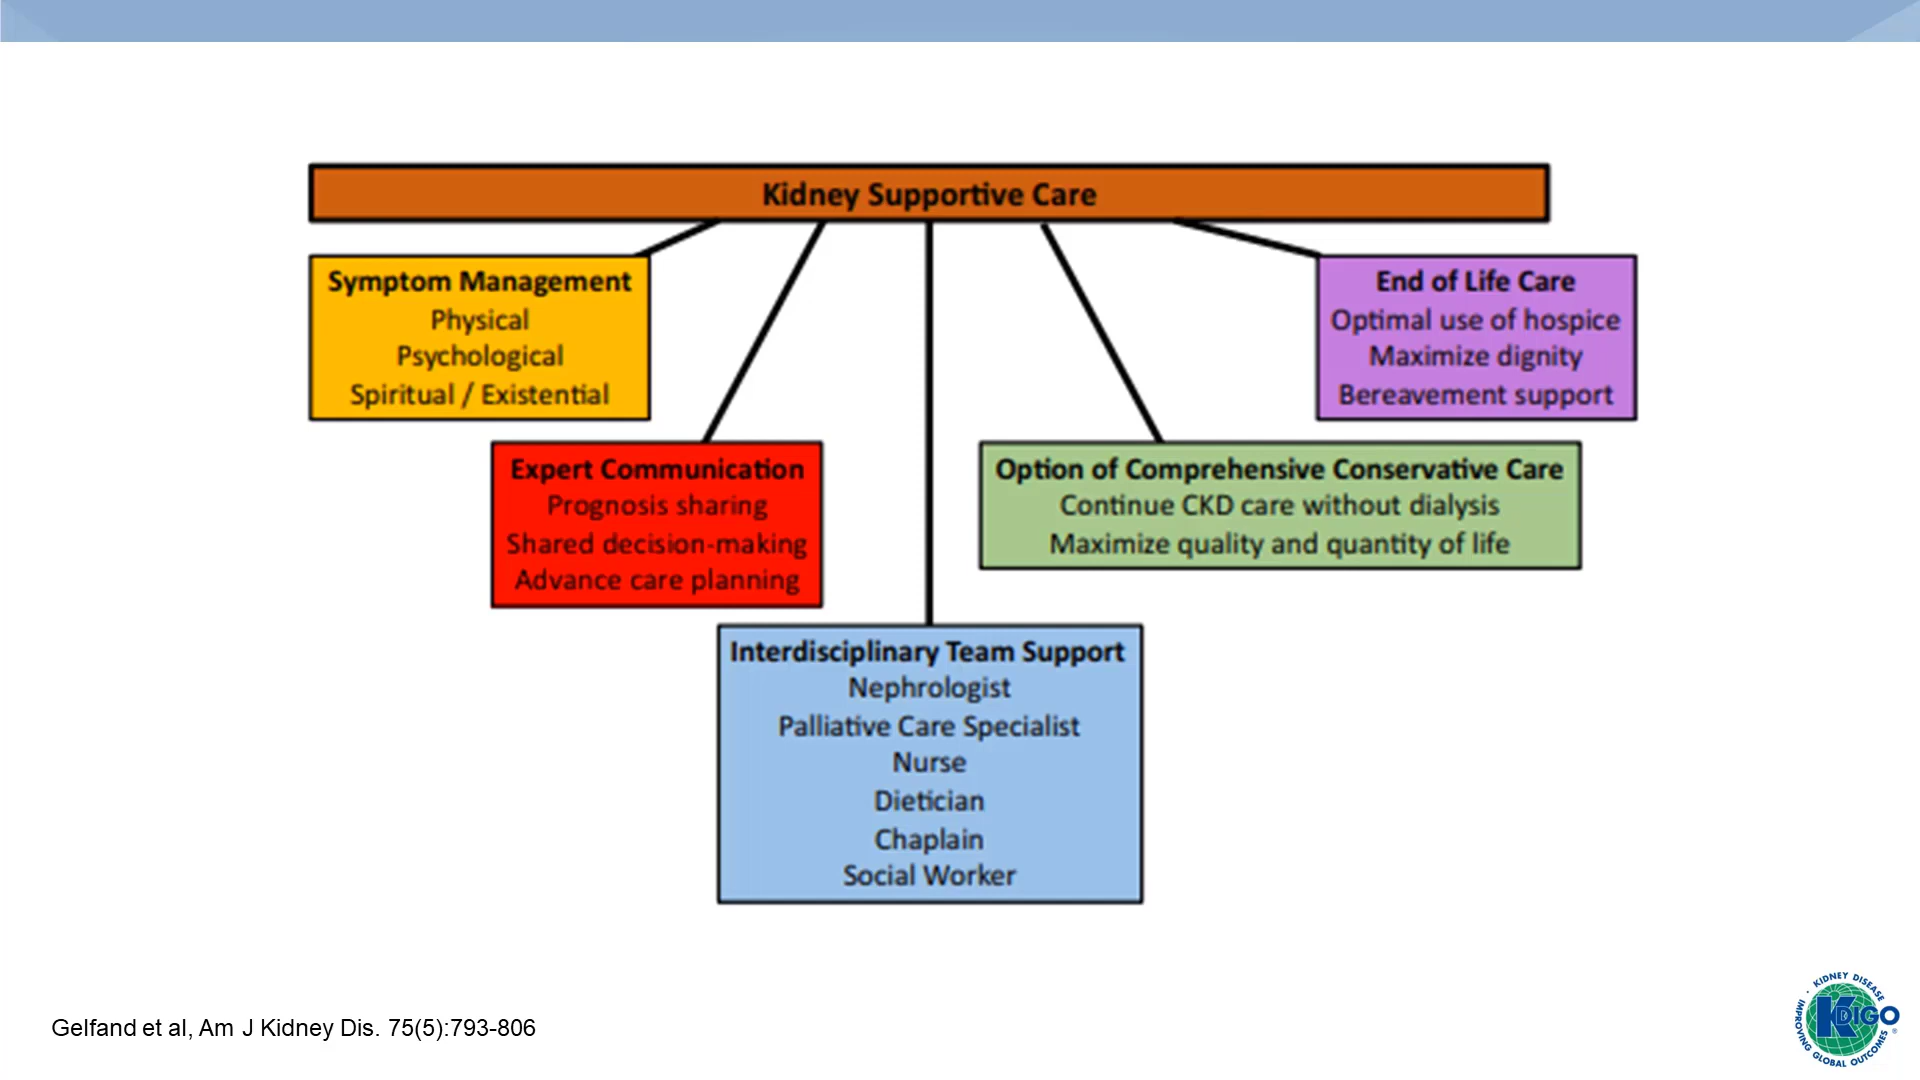 Kidney Supportive Care
Symptom Management
Physical
Psychological
Spiritual / Existential
Expert Communication
Prognosis sharing
Shared decision-making
Advance care planning
Interdisciplinary Team Support
Nephrologist
Palliative Care Specialist
Nurse
Dietician
Chaplain
Social Worker
Option of Comprehensive Conservative Care
Continue CKD care without dialysis
Maximize quality and quantity of life
End of Life Care
Optimal use of hospice
Maximize dignity
Bereavement support
Gelfand et al, Am J Kidney Dis. 75(5):793-806
KIDNEY DISEASE
KDIGO
IMPROVING GLOBAL OUTCOMES